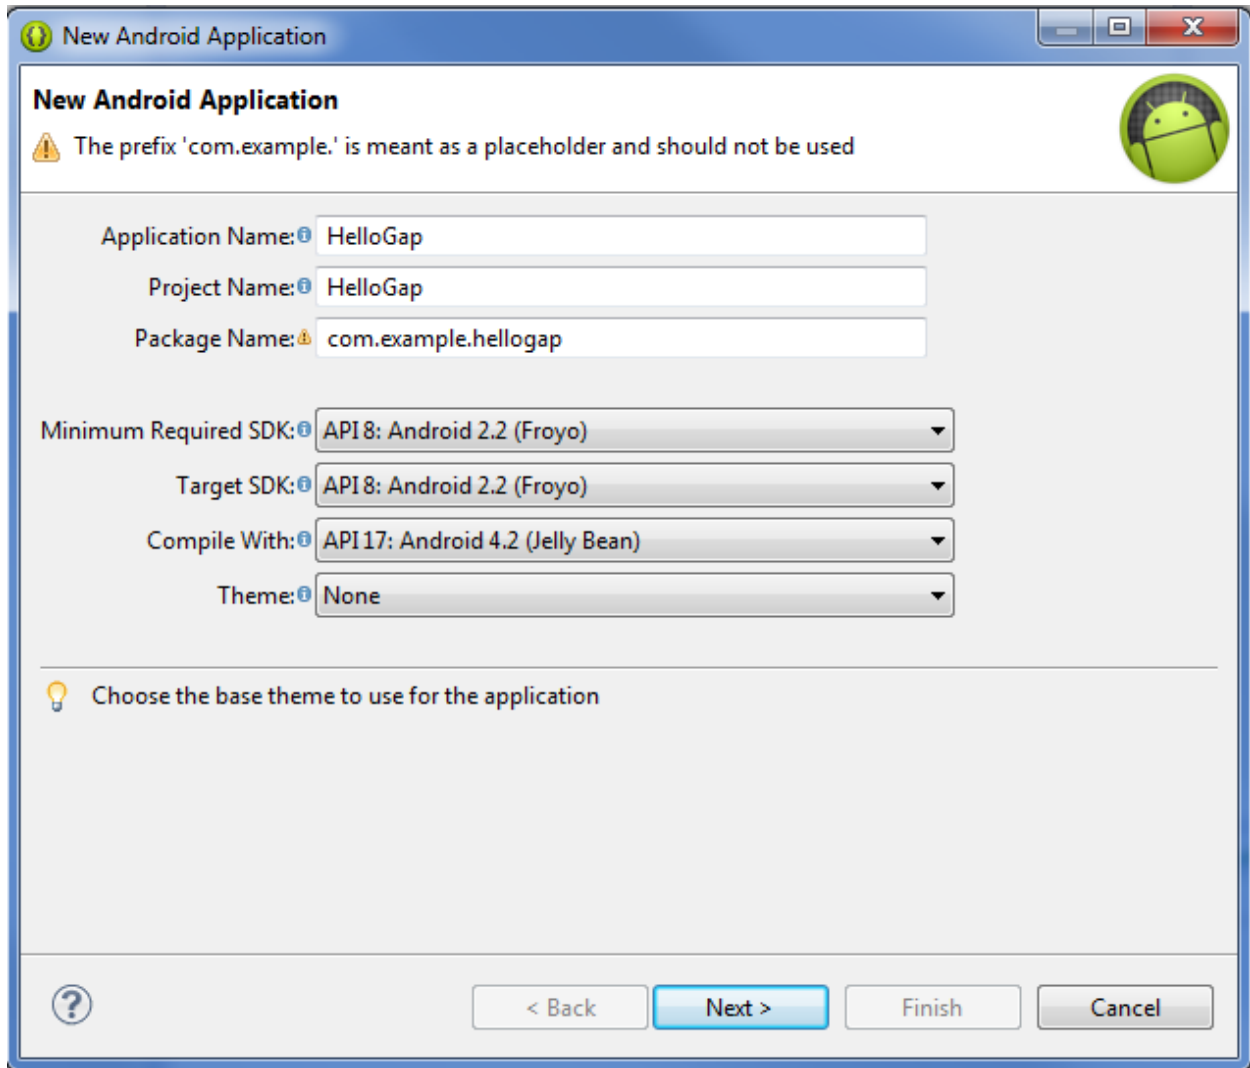 New Android Application
New Android Application
The prefix 'com.example.' is meant as a placeholder and should not be used
Application Name: HelloGap
Project Name: HelloGap
Package Name: com.example.hellogap
Minimum Required SDK: API 8: Android 2.2 (Froyo)
Target SDK: API 8: Android 2.2 (Froyo)
Compile With: API 17: Android 4.2 (Jelly Bean)
Theme: None
Choose the base theme to use for the application
< Back Next > Finish Cancel